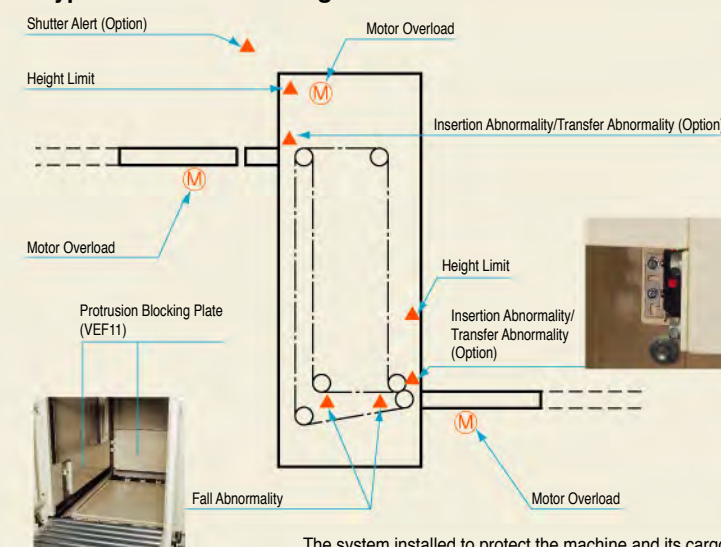 Shutter Alert (Option)
Motor Overload
Height Limit
M
Insertion Abnormality/Transfer Abnormality (Option)
M
Motor Overload
Height Limit
Protrusion Blocking Plate
(VEF11)
Insertion Abnormality/
Transfer Abnormality
(Option)
M
Fall Abnormality
Motor Overload
The system installed to protect the machine and its cargo